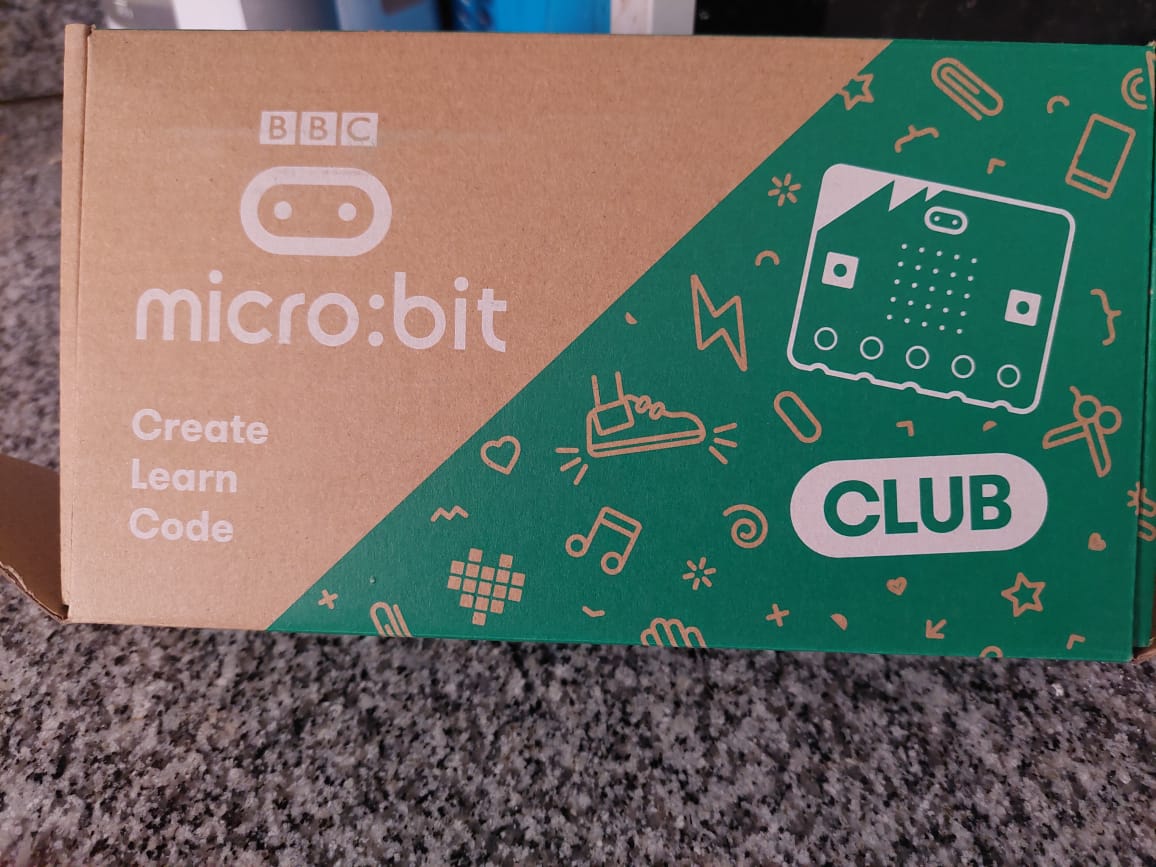 BBC
micro:bit
Create
Learn
Code
CLUB